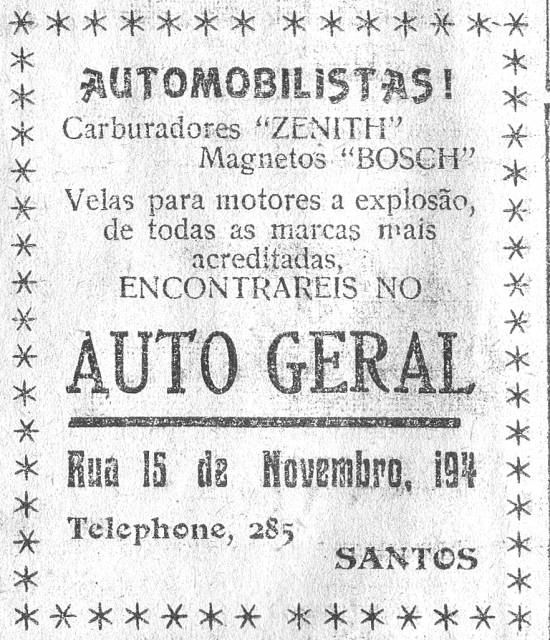 AUTOMOBILISTAS!
Carburadores “ZENITH”
Magnetos “BOSCH”
Velas para motores a explosão,
de todas as marcas mais
acreditadas,
ENCONTRAREIS NO
AUTO GERAL
Rua 15 de Novembro, 194
Telephone, 285
SANTOS